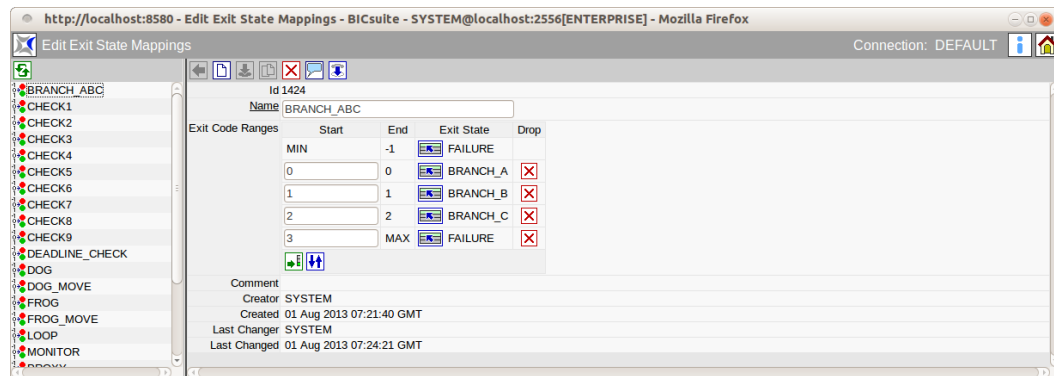 http://localhost:8580 - Edit Exit State Mappings - BICsuite - SYSTEM@localhost:2556[ENTERPRISE] - Mozilla Firefox
Edit Exit State Mappings
Connection: DEFAULT
BRANCH_ABC
CHECK1
CHECK2
CHECK3
CHECK4
CHECK5
CHECK6
CHECK7
CHECK8
CHECK9
DEADLINE_CHECK
DOG
DOG_MOVE
FROG
FROG_MOVE
LOOP
MONITOR
Id 1424
Name BRANCH_ABC
Exit Code Ranges Start End Exit State Drop
MIN -1 FAILURE
0 0 BRANCH_A
1 1 BRANCH_B
2 2 BRANCH_C
3 MAX FAILURE
Comment
Creator SYSTEM
Created 01 Aug 2013 07:21:40 GMT
Last Changer SYSTEM
Last Changed 01 Aug 2013 07:24:21 GMT